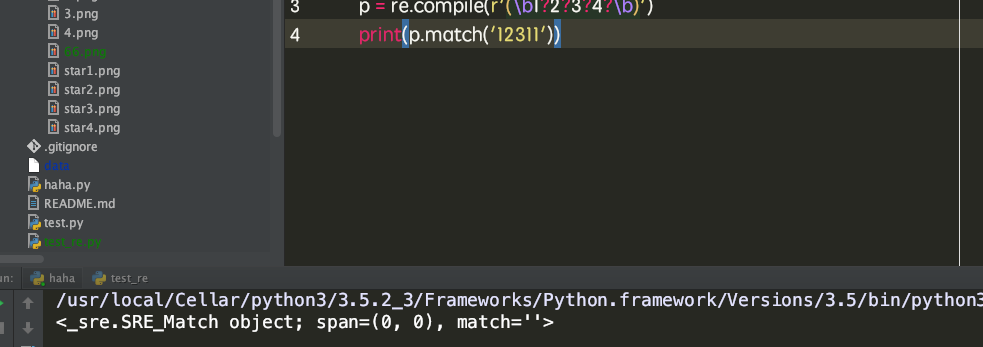 3.png
4.png
66.png
star1.png
star2.png
star3.png
star4.png
.gitignore
data
haha.py
README.md
test.py
test_re.py
3 p = re.compile(r'(\b1?2?3?4?\b)')
4 print(p.match('12311'))
un: haha test_re
/usr/local/Cellar/python3/3.5.2_3/Frameworks/Python.framework/Versions/3.5/bin/python3
<_sre.SRE_Match object; span=(0, 0), match=''>